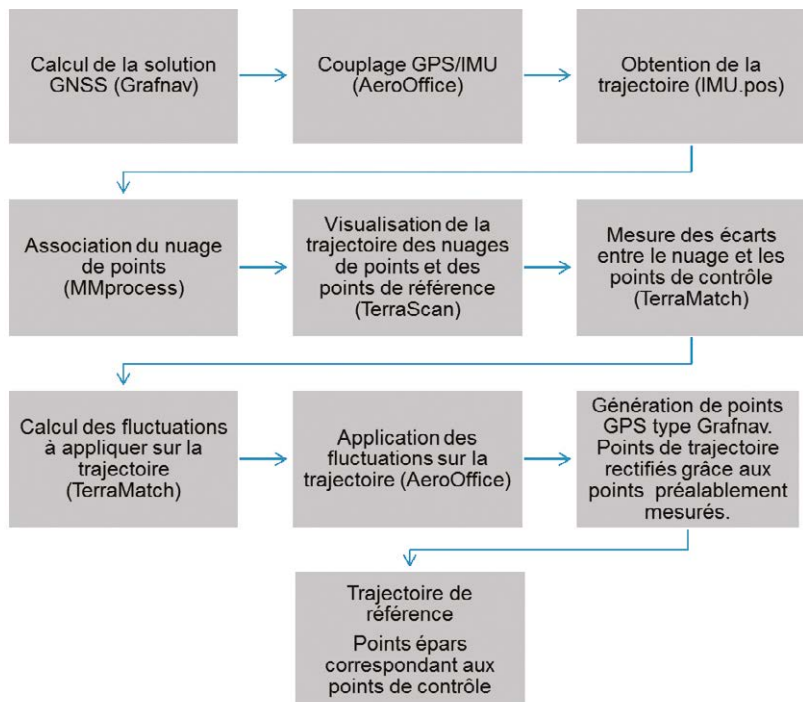 Calcul de la solution
GNSS (Grafnav)
Couplage GPS/IMU
(AeroOffice)
Obtention de la
trajectoire (IMU.pos)
Association du nuage
de points
(MMprocess)
Visualisation de la
trajectoire des nuages
de points et des
points de référence
(TerraScan)
Mesure des écarts
entre le nuage et les
points de contrôle
(TerraMatch)
Calcul des fluctuations
à appliquer sur la
trajectoire
(TerraMatch)
Application des
fluctuations sur la
trajectoire (AeroOffice)
Génération de points
GPS type Grafnav.
Points de trajectoire
rectifiés grâce aux
points préalablement
mesurés.
Trajectoire de
référence
Points épars
correspondant aux
points de contrôle